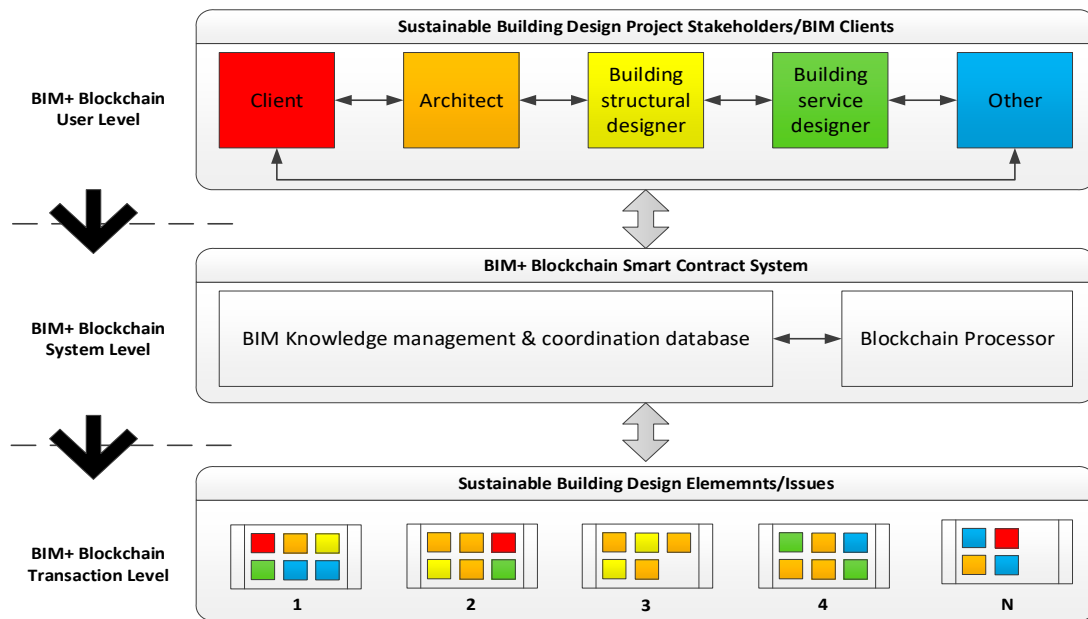 Sustainable Building Design Project Stakeholders/BIM Clients
BIM+ Blockchain
User Level
Client
Architect
Building
structural
designer
Building
service
designer
Other
BIM+ Blockchain Smart Contract System
BIM+ Blockchain
System Level
BIM Knowledge management & coordination database
Blockchain Processor
Sustainable Building Design Elememnts/Issues
BIM+ Blockchain
Transaction Level
1
2
3
4
N